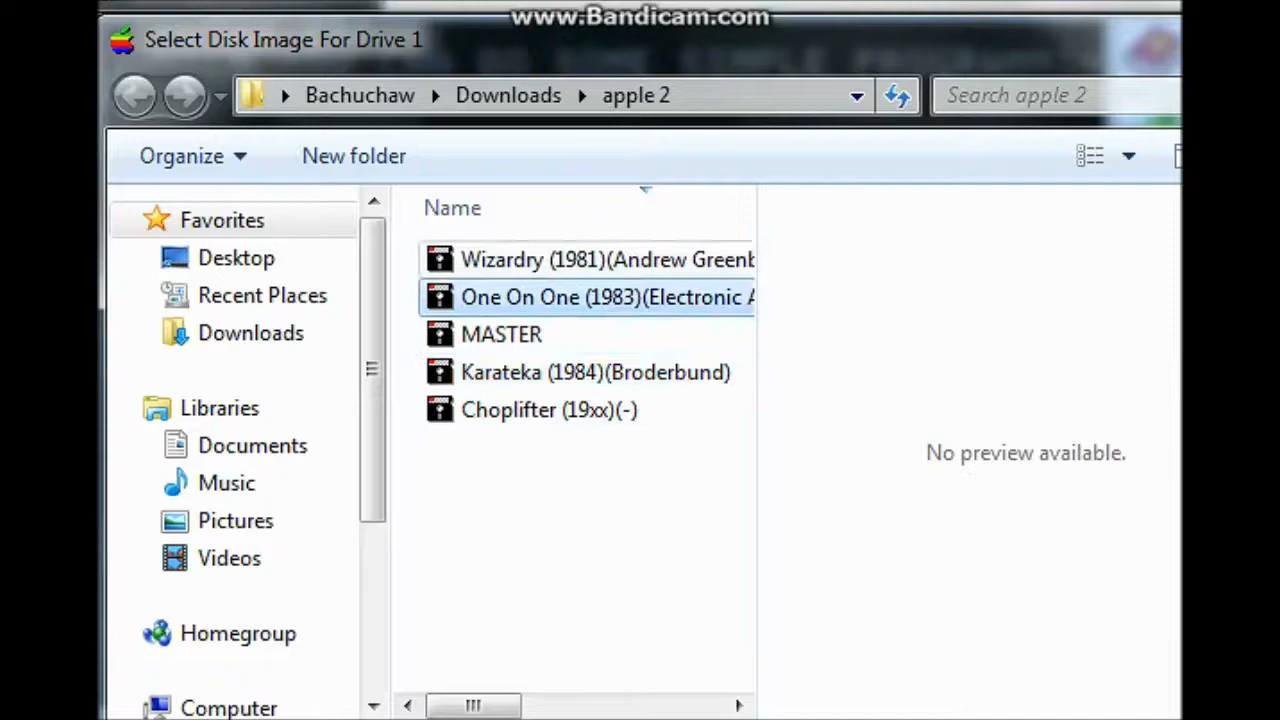 www.Bandicam.com
Select Disk Image For Drive 1
Bachuchaw Downloads apple 2
Search apple 2
Organize New folder
Name
Favorites
Desktop
Recent Places
Downloads
Libraries
Documents
Music
Pictures
Videos
Homegroup
Computer
Wizardry (1981)(Andrew Greenb
One On One (1983)(Electronic A
MASTER
Karateka (1984)(Broderbund)
Choplifter (19xx)(-)
No preview available.